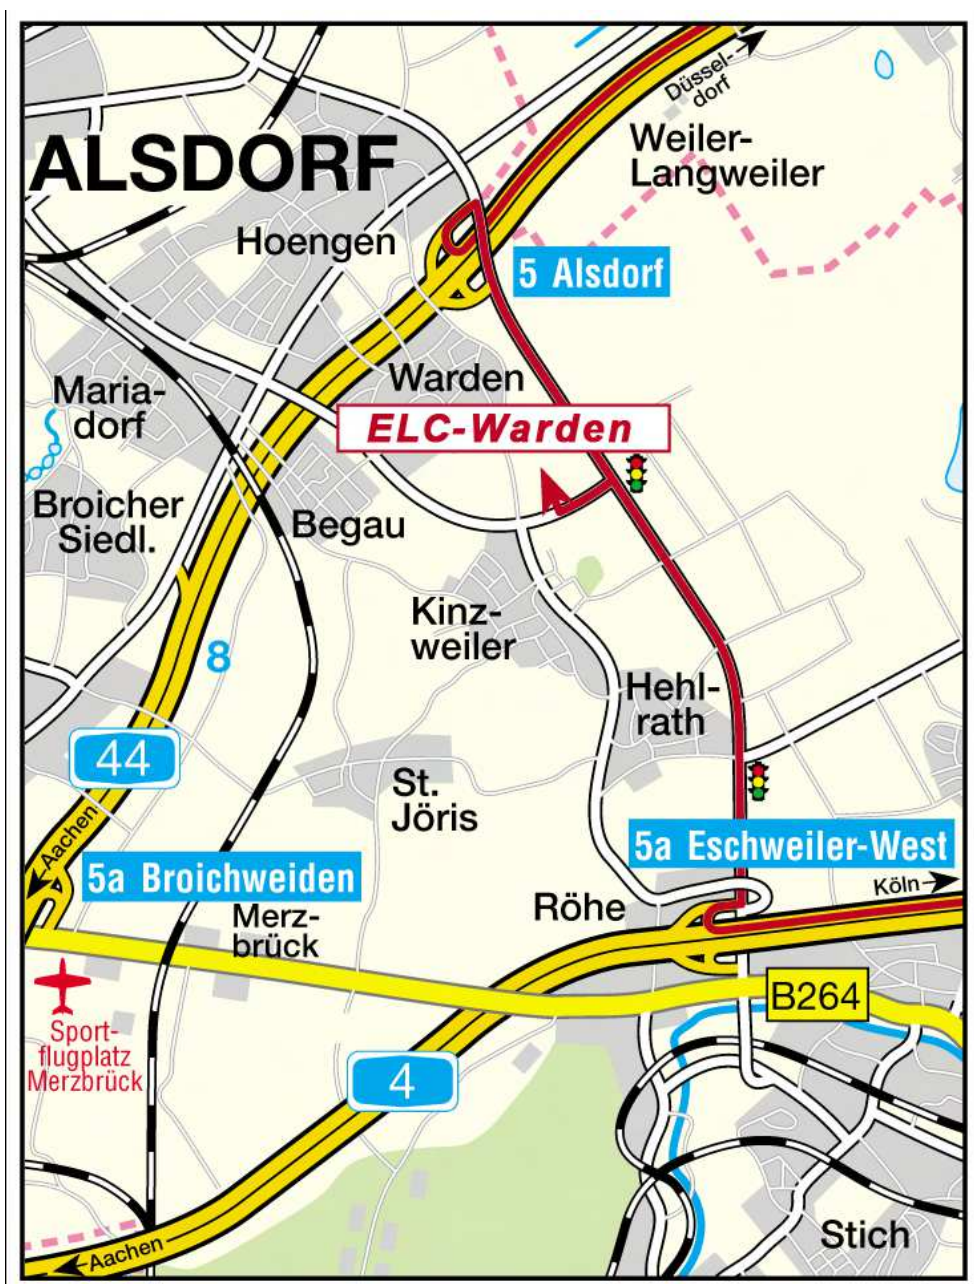 Düssel-
dorf
Weiler-
Langweiler
ALSDORF
Hoengen
5 Alsdorf
Warden
Maria-
dorf
ELC-Warden
Broicher
Siedl.
Begau
Kinz-
weiler
8
Hehl-
rath
44
St.
Jöris
Aachen
5a Eschweiler-West
5a Broichweiden
Köln
Röhe
Merz-
brück
B264
Sport-
flugplatz
Merzbrück
4
Stich
Aachen